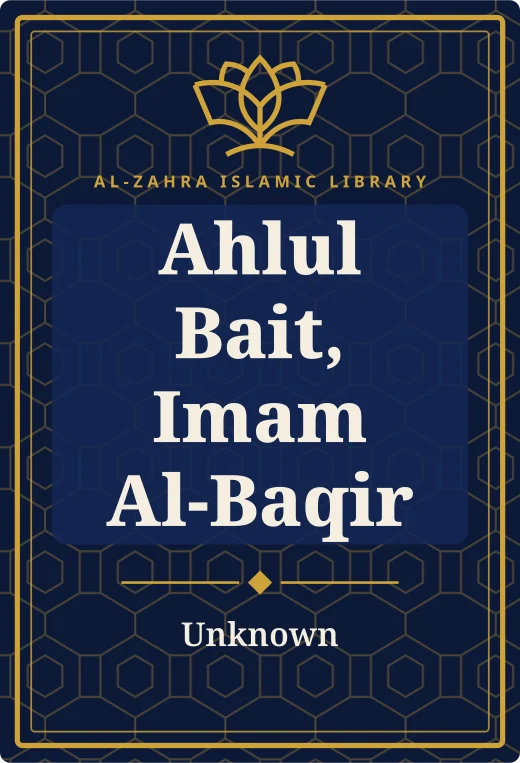 AL-ZAHRA ISLAMIC LIBRARY
Ahlul
Bait,
Imam
Al-Baqir
Unknown